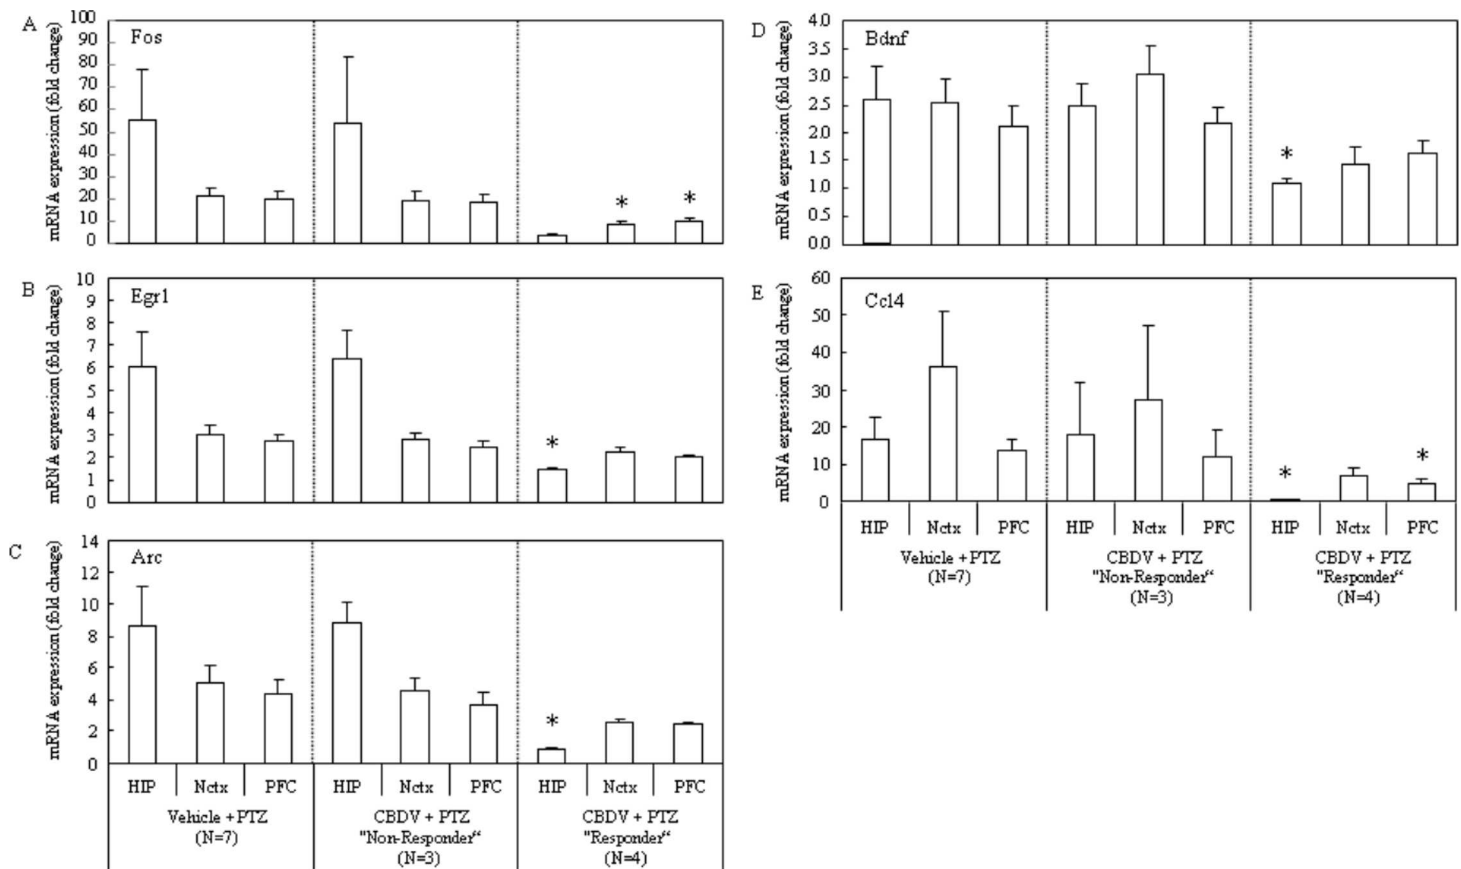 A
Fos
mRNA expression (fold change)
100
90
80
70
60
50
40
30
20
10
0
*
*
B
Egr1
mRNA expression (fold change)
10
9
8
7
6
5
4
3
2
1
0
*
C
Arc
mRNA expression (fold change)
14
12
10
8
6
4
2
0
*
HIP Nctx PFC HIP Nctx PFC HIP Nctx PFC
Vehicle +PTZ
(N=7)
CBDV + PTZ
"Non-Responder“
(N=3)
CBDV + PTZ
"Responder“
(N=4)
D
Bdnf
mRNA expression (fold change)
4.0
3.5
3.0
2.5
2.0
1.5
1.0
0.5
0.0
*
E
Ccl4
mRNA expression (fold change)
60
50
40
30
20
10
0
*
*
HIP Nctx PFC HIP Nctx PFC HIP Nctx PFC
Vehicle +PTZ
(N=7)
CBDV + PTZ
"Non-Responder“
(N=3)
CBDV + PTZ
"Responder“
(N=4)